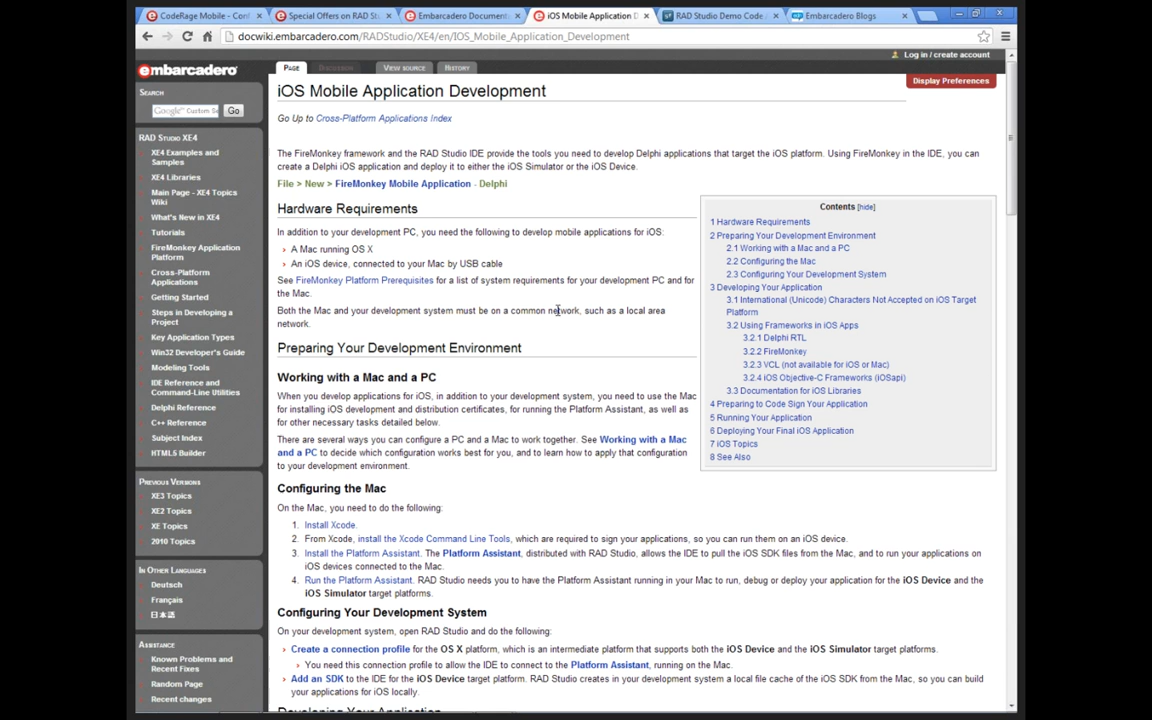 CodeRage Mobile - Conf
Special Offers on RAD St
Embarcadero Document
iOS Mobile Application D
RAD Studio Demo Code
Embarcadero Blogs
docwiki.embarcadero.com/RADStudio/XE4/en/IOS_Mobile_Application_Development
Log in / create account
embarcadero
Page
Discussion
View source
History
Display Preferences
Search
Google™ Custom Se
Go
RAD Studio XE4
XE4 Examples and
Samples
XE4 Libraries
Main Page - XE4 Topics
Wiki
What's New in XE4
Tutorials
FireMonkey Application
Platform
Cross-Platform
Applications
Getting Started
Steps in Developing a
Project
Key Application Types
Win32 Developer's Guide
Modeling Tools
IDE Reference and
Command-Line Utilities
Delphi Reference
C++ Reference
Subject Index
HTML5 Builder
Previous Versions
XE3 Topics
XE2 Topics
XE Topics
2010 Topics
In Other Languages
Deutsch
Français
日本語
Assistance
Known Problems and
Recent Fixes
Random Page
Recent changes
iOS Mobile Application Development
Go Up to Cross-Platform Applications Index
The FireMonkey framework and the RAD Studio IDE provide the tools you need to develop Delphi applications that target the iOS platform. Using FireMonkey in the IDE, you can
create a Delphi iOS application and deploy it to either the iOS Simulator or the iOS Device.
File > New > FireMonkey Mobile Application - Delphi
Hardware Requirements
In addition to your development PC, you need the following to develop mobile applications for iOS:
A Mac running OS X
An iOS device, connected to your Mac by USB cable
See FireMonkey Platform Prerequisites for a list of system requirements for your development PC and for
the Mac.
Both the Mac and your development system must be on a common network, such as a local area
network.
Contents [hide]
1 Hardware Requirements
2 Preparing Your Development Environment
2.1 Working with a Mac and a PC
2.2 Configuring the Mac
2.3 Configuring Your Development System
3 Developing Your Application
3.1 International (Unicode) Characters Not Accepted on iOS Target
Platform
3.2 Using Frameworks in iOS Apps
3.2.1 Delphi RTL
3.2.2 FireMonkey
3.2.3 VCL (not available for iOS or Mac)
3.2.4 iOS Objective-C Frameworks (iOSapi)
3.3 Documentation for iOS Libraries
4 Preparing to Code Sign Your Application
5 Running Your Application
6 Deploying Your Final iOS Application
7 iOS Topics
8 See Also
Preparing Your Development Environment
Working with a Mac and a PC
When you develop applications for iOS, in addition to your development system, you need to use the Mac
for installing iOS development and distribution certificates, for running the Platform Assistant, as well as
for other necessary tasks detailed below.
There are several ways you can configure a PC and a Mac to work together. See Working with a Mac
and a PC to decide which configuration works best for you, and to learn how to apply that configuration
to your development environment.
Configuring the Mac
On the Mac, you need to do the following:
1. Install Xcode.
2. From Xcode, install the Xcode Command Line Tools, which are required to sign your applications, so you can run them on an iOS device.
3. Install the Platform Assistant. The Platform Assistant, distributed with RAD Studio, allows the IDE to pull the iOS SDK files from the Mac, and to run your applications on
iOS devices connected to the Mac.
4. Run the Platform Assistant. RAD Studio needs you to have the Platform Assistant running in your Mac to run, debug or deploy your application for the iOS Device and the
iOS Simulator target platforms.
Configuring Your Development System
On your development system, open RAD Studio and do the following:
Create a connection profile for the OS X platform, which is an intermediate platform that supports both the iOS Device and the iOS Simulator target platforms.
You need this connection profile to allow the IDE to connect to the Platform Assistant, running on the Mac.
Add an SDK to the IDE for the iOS Device target platform. RAD Studio creates in your development system a local file cache of the iOS SDK from the Mac, so you can build
your applications for iOS locally.
Developing Your Application